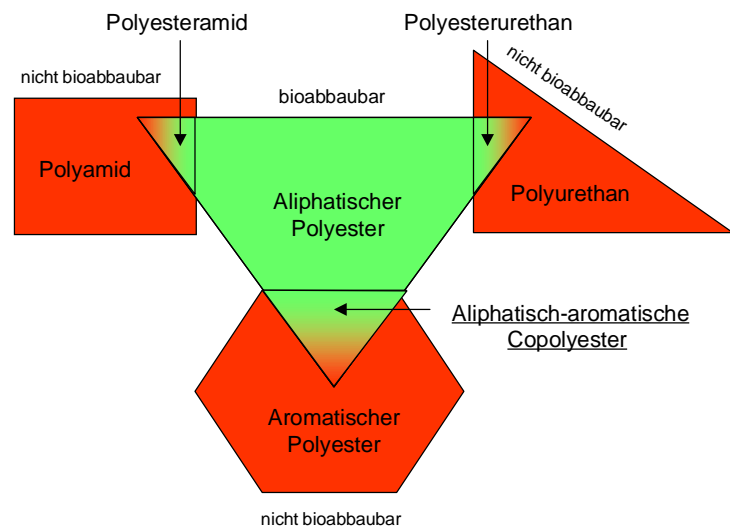 Polyesteramid
Polyesterurethan
nicht bioabbaubar
bioabbaubar
nicht bioabbaubar
Polyamid
Aliphatischer
Polyester
Polyurethan
Aliphatisch-aromatische
Copolyester
Aromatischer
Polyester
nicht bioabbaubar